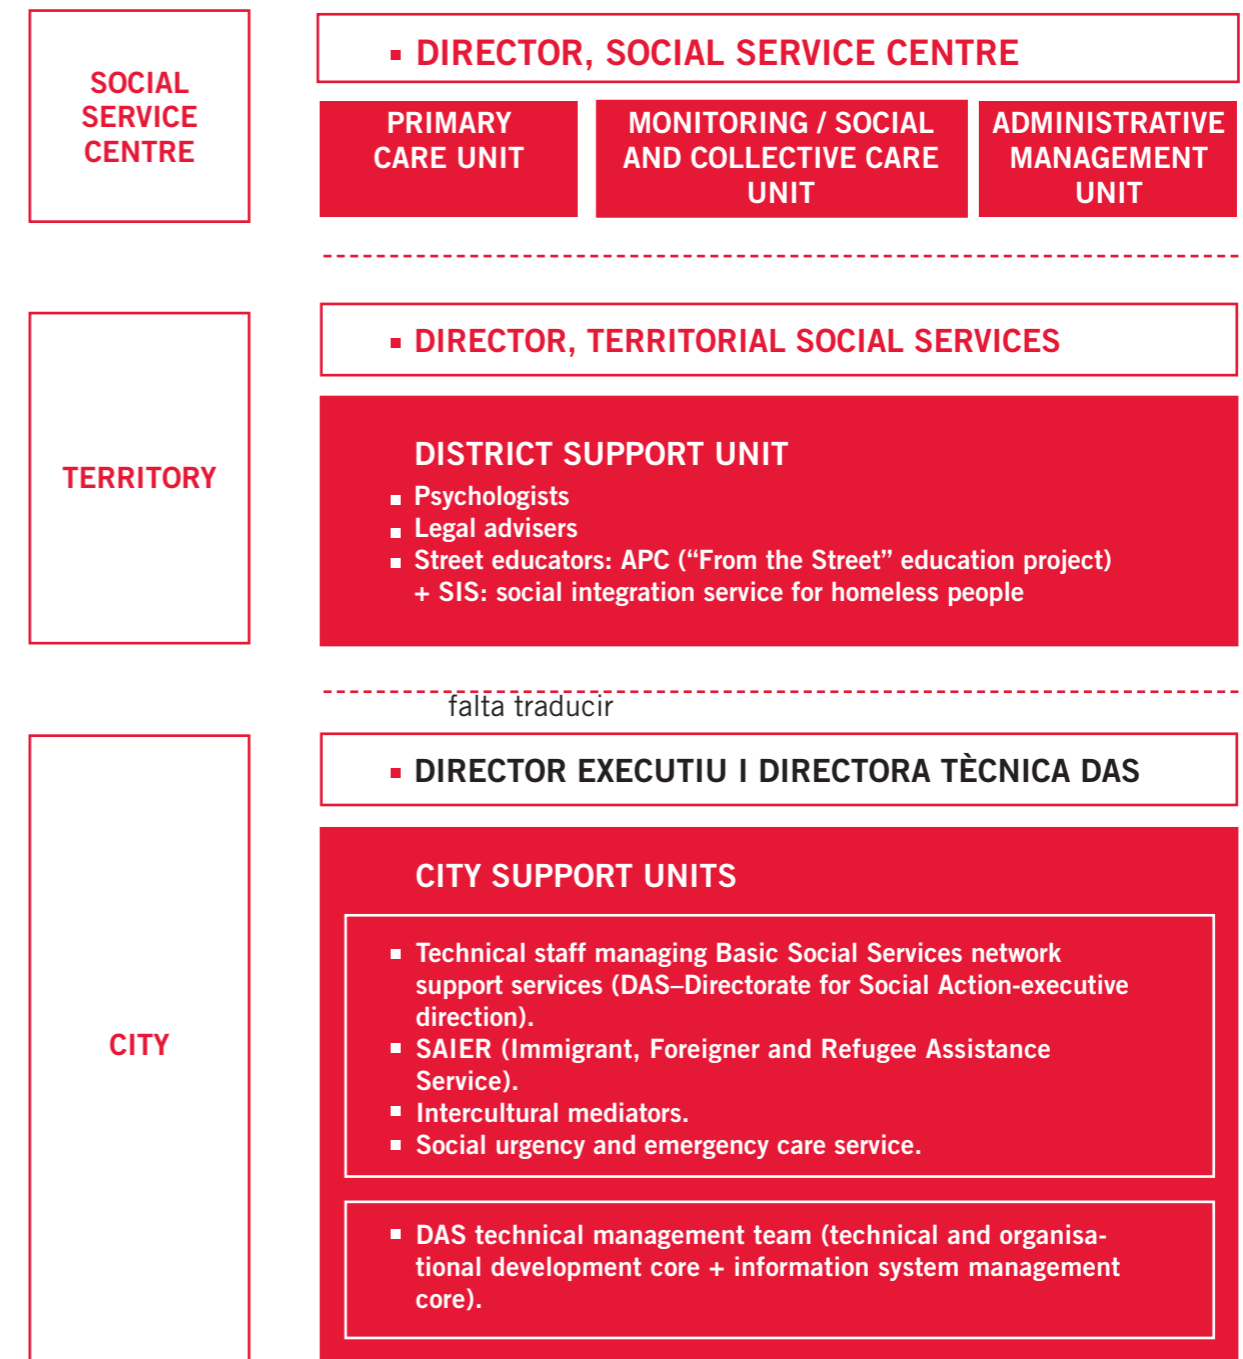 SOCIAL
SERVICE
CENTRE
▪ DIRECTOR, SOCIAL SERVICE CENTRE
PRIMARY
CARE UNIT
MONITORING / SOCIAL
AND COLLECTIVE CARE
UNIT
ADMINISTRATIVE
MANAGEMENT
UNIT
TERRITORY
▪ DIRECTOR, TERRITORIAL SOCIAL SERVICES
DISTRICT SUPPORT UNIT
▪ Psychologists
▪ Legal advisers
▪ Street educators: APC (“From the Street” education project)
+ SIS: social integration service for homeless people
falta traducir
CITY
▪ DIRECTOR EXECUTIU I DIRECTORA TÈCNICA DAS
CITY SUPPORT UNITS
▪ Technical staff managing Basic Social Services network
support services (DAS–Directorate for Social Action-executive
direction).
▪ SAIER (Immigrant, Foreigner and Refugee Assistance
Service).
▪ Intercultural mediators.
▪ Social urgency and emergency care service.
▪ DAS technical management team (technical and organisa-
tional development core + information system management
core).